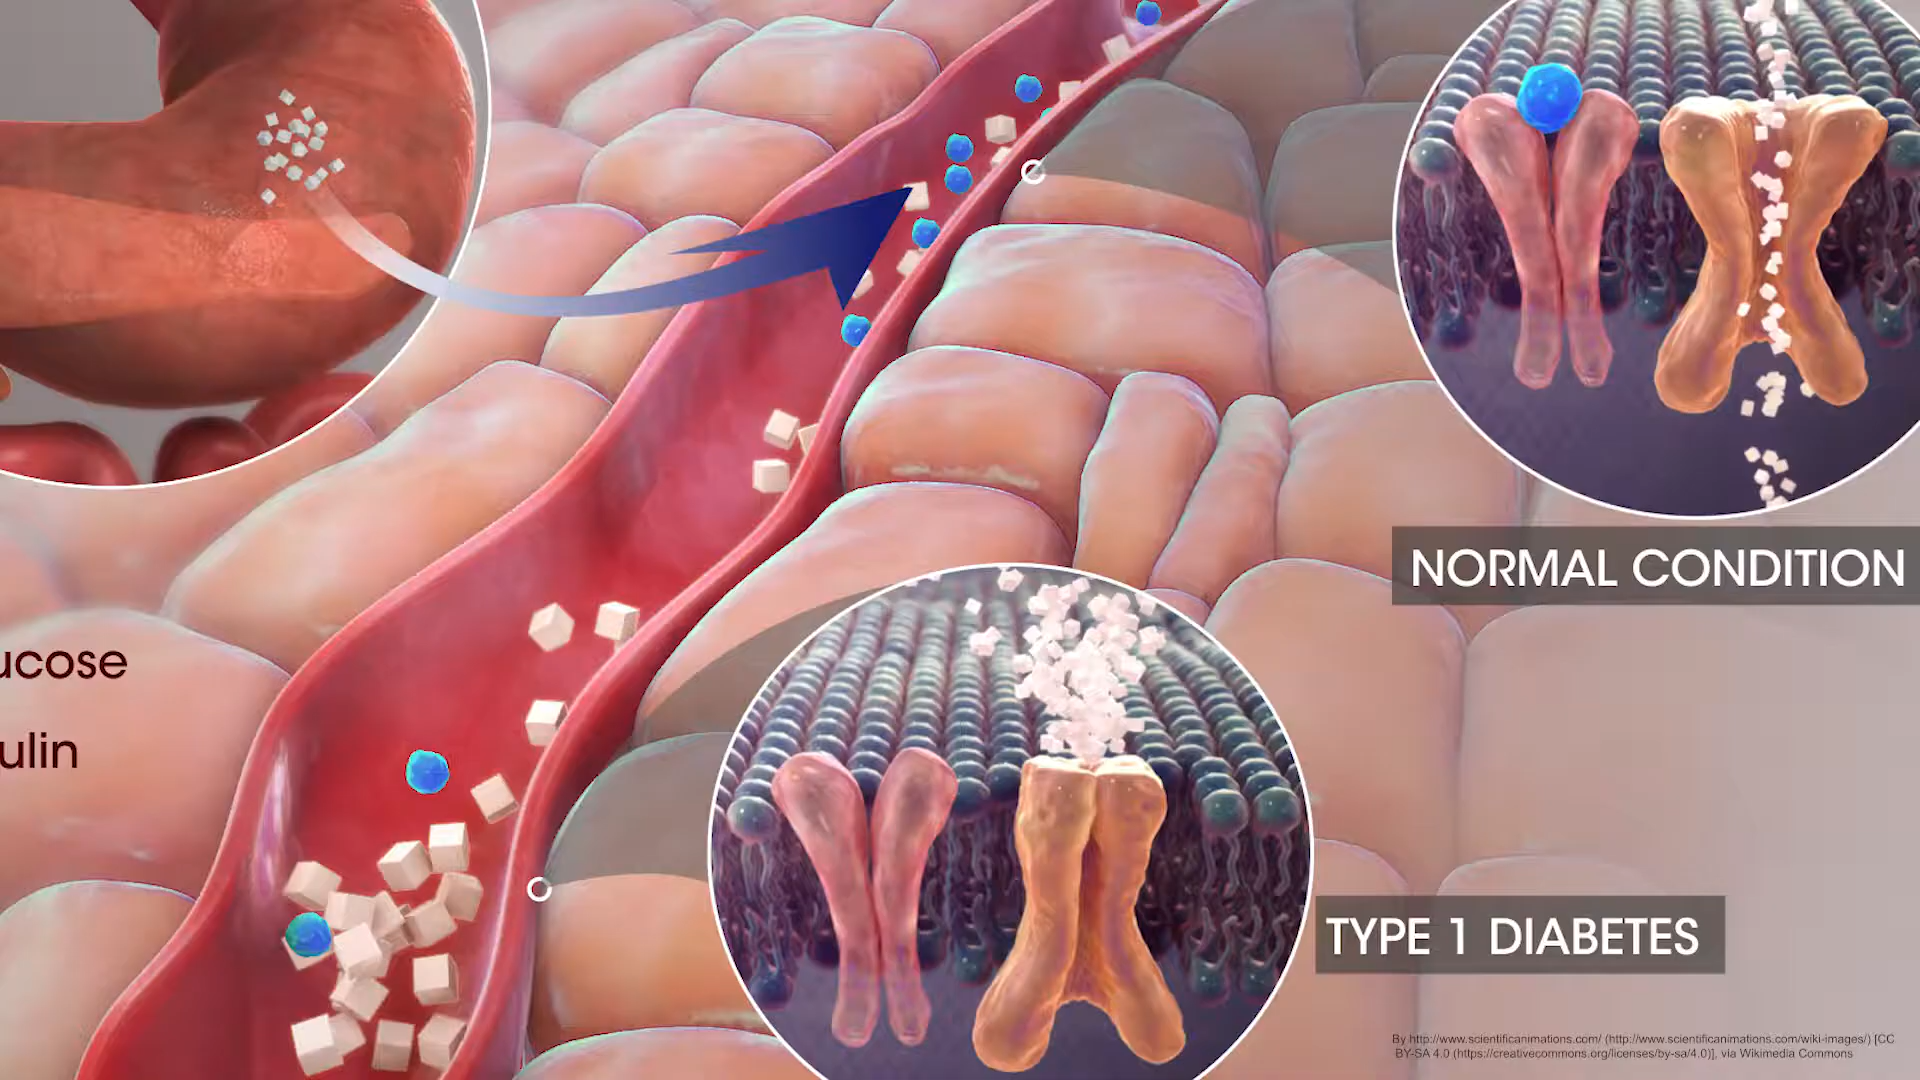 NORMAL CONDITION
ucose
ulin
TYPE 1 DIABETES
By http://www.scientificanimations.com/ (http://www.scientificanimations.com/wiki-images/) [CC
BY-SA 4.0 (https://creativecommons.org/licenses/by-sa/4.0)], via Wikimedia Commons